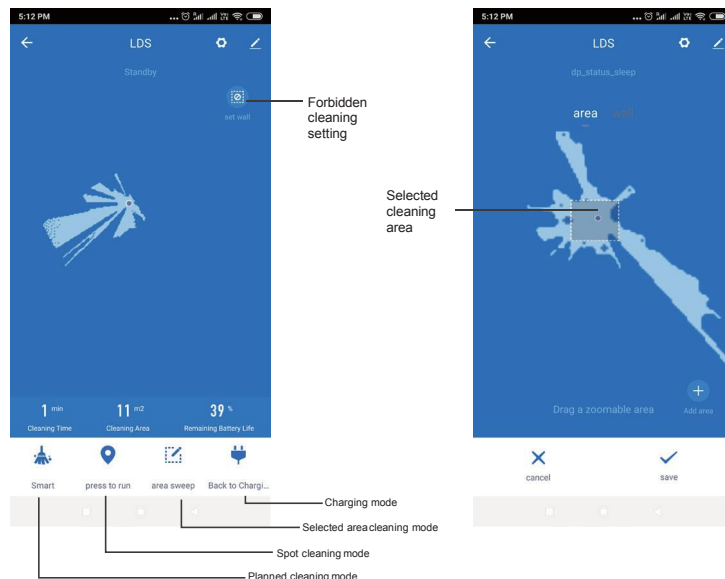 5:12 PM
LDS
Standby
set wall
Forbidden
cleaning
setting
1 min
11 m2
39 %
Cleaning Time
Cleaning Area
Remaining Battery Life
Smart
press to run
area sweep
Back to Chargi...
Charging mode
Selected areacleaning mode
Spot cleaning mode
Planned cleaning mode
5:12 PM
LDS
dp_status_sleep
area
wall
Selected
cleaning
area
Drag a zoomable area
Add area
cancel
save